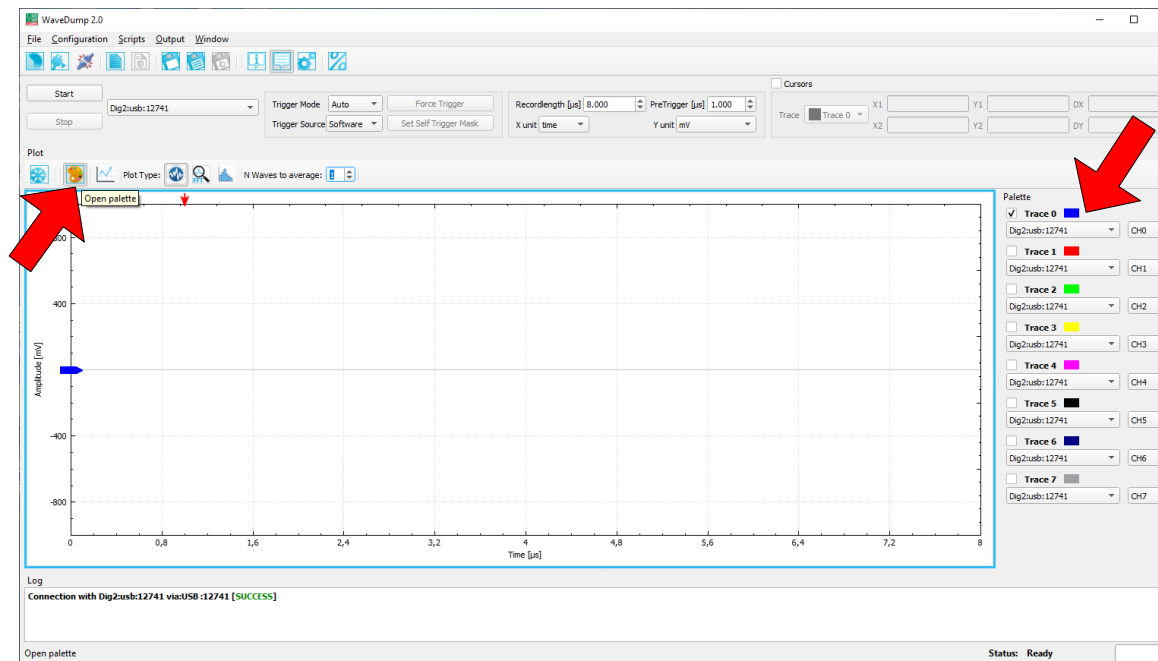 WaveDump 2.0
File Configuration Scripts Output Window
Start
Stop
Dig2:usb:12741
Trigger Mode Auto Force Trigger
Trigger Source Software Set Self Trigger Mask
Recordlength [µs] 8.000 PreTrigger [µs] 1.000
X unit time Y unit mV
Cursors
Trace Trace 0
X1 Y1 DX
X2 Y2 DY
Plot
Plot Type: FFT N Waves to average: 1
Open palette
800
400
-400
-800
Amplitude [mV]
0 0,8 1,6 2,4 3,2 4 4,8 5,6 6,4 7,2 8
Time [µs]
Palette
Trace 0
Dig2:usb:12741 CH0
Trace 1
Dig2:usb:12741 CH1
Trace 2
Dig2:usb:12741 CH2
Trace 3
Dig2:usb:12741 CH3
Trace 4
Dig2:usb:12741 CH4
Trace 5
Dig2:usb:12741 CH5
Trace 6
Dig2:usb:12741 CH6
Trace 7
Dig2:usb:12741 CH7
Log
Connection with Dig2:usb:12741 via:USB :12741 [SUCCESS]
Open palette
Status: Ready